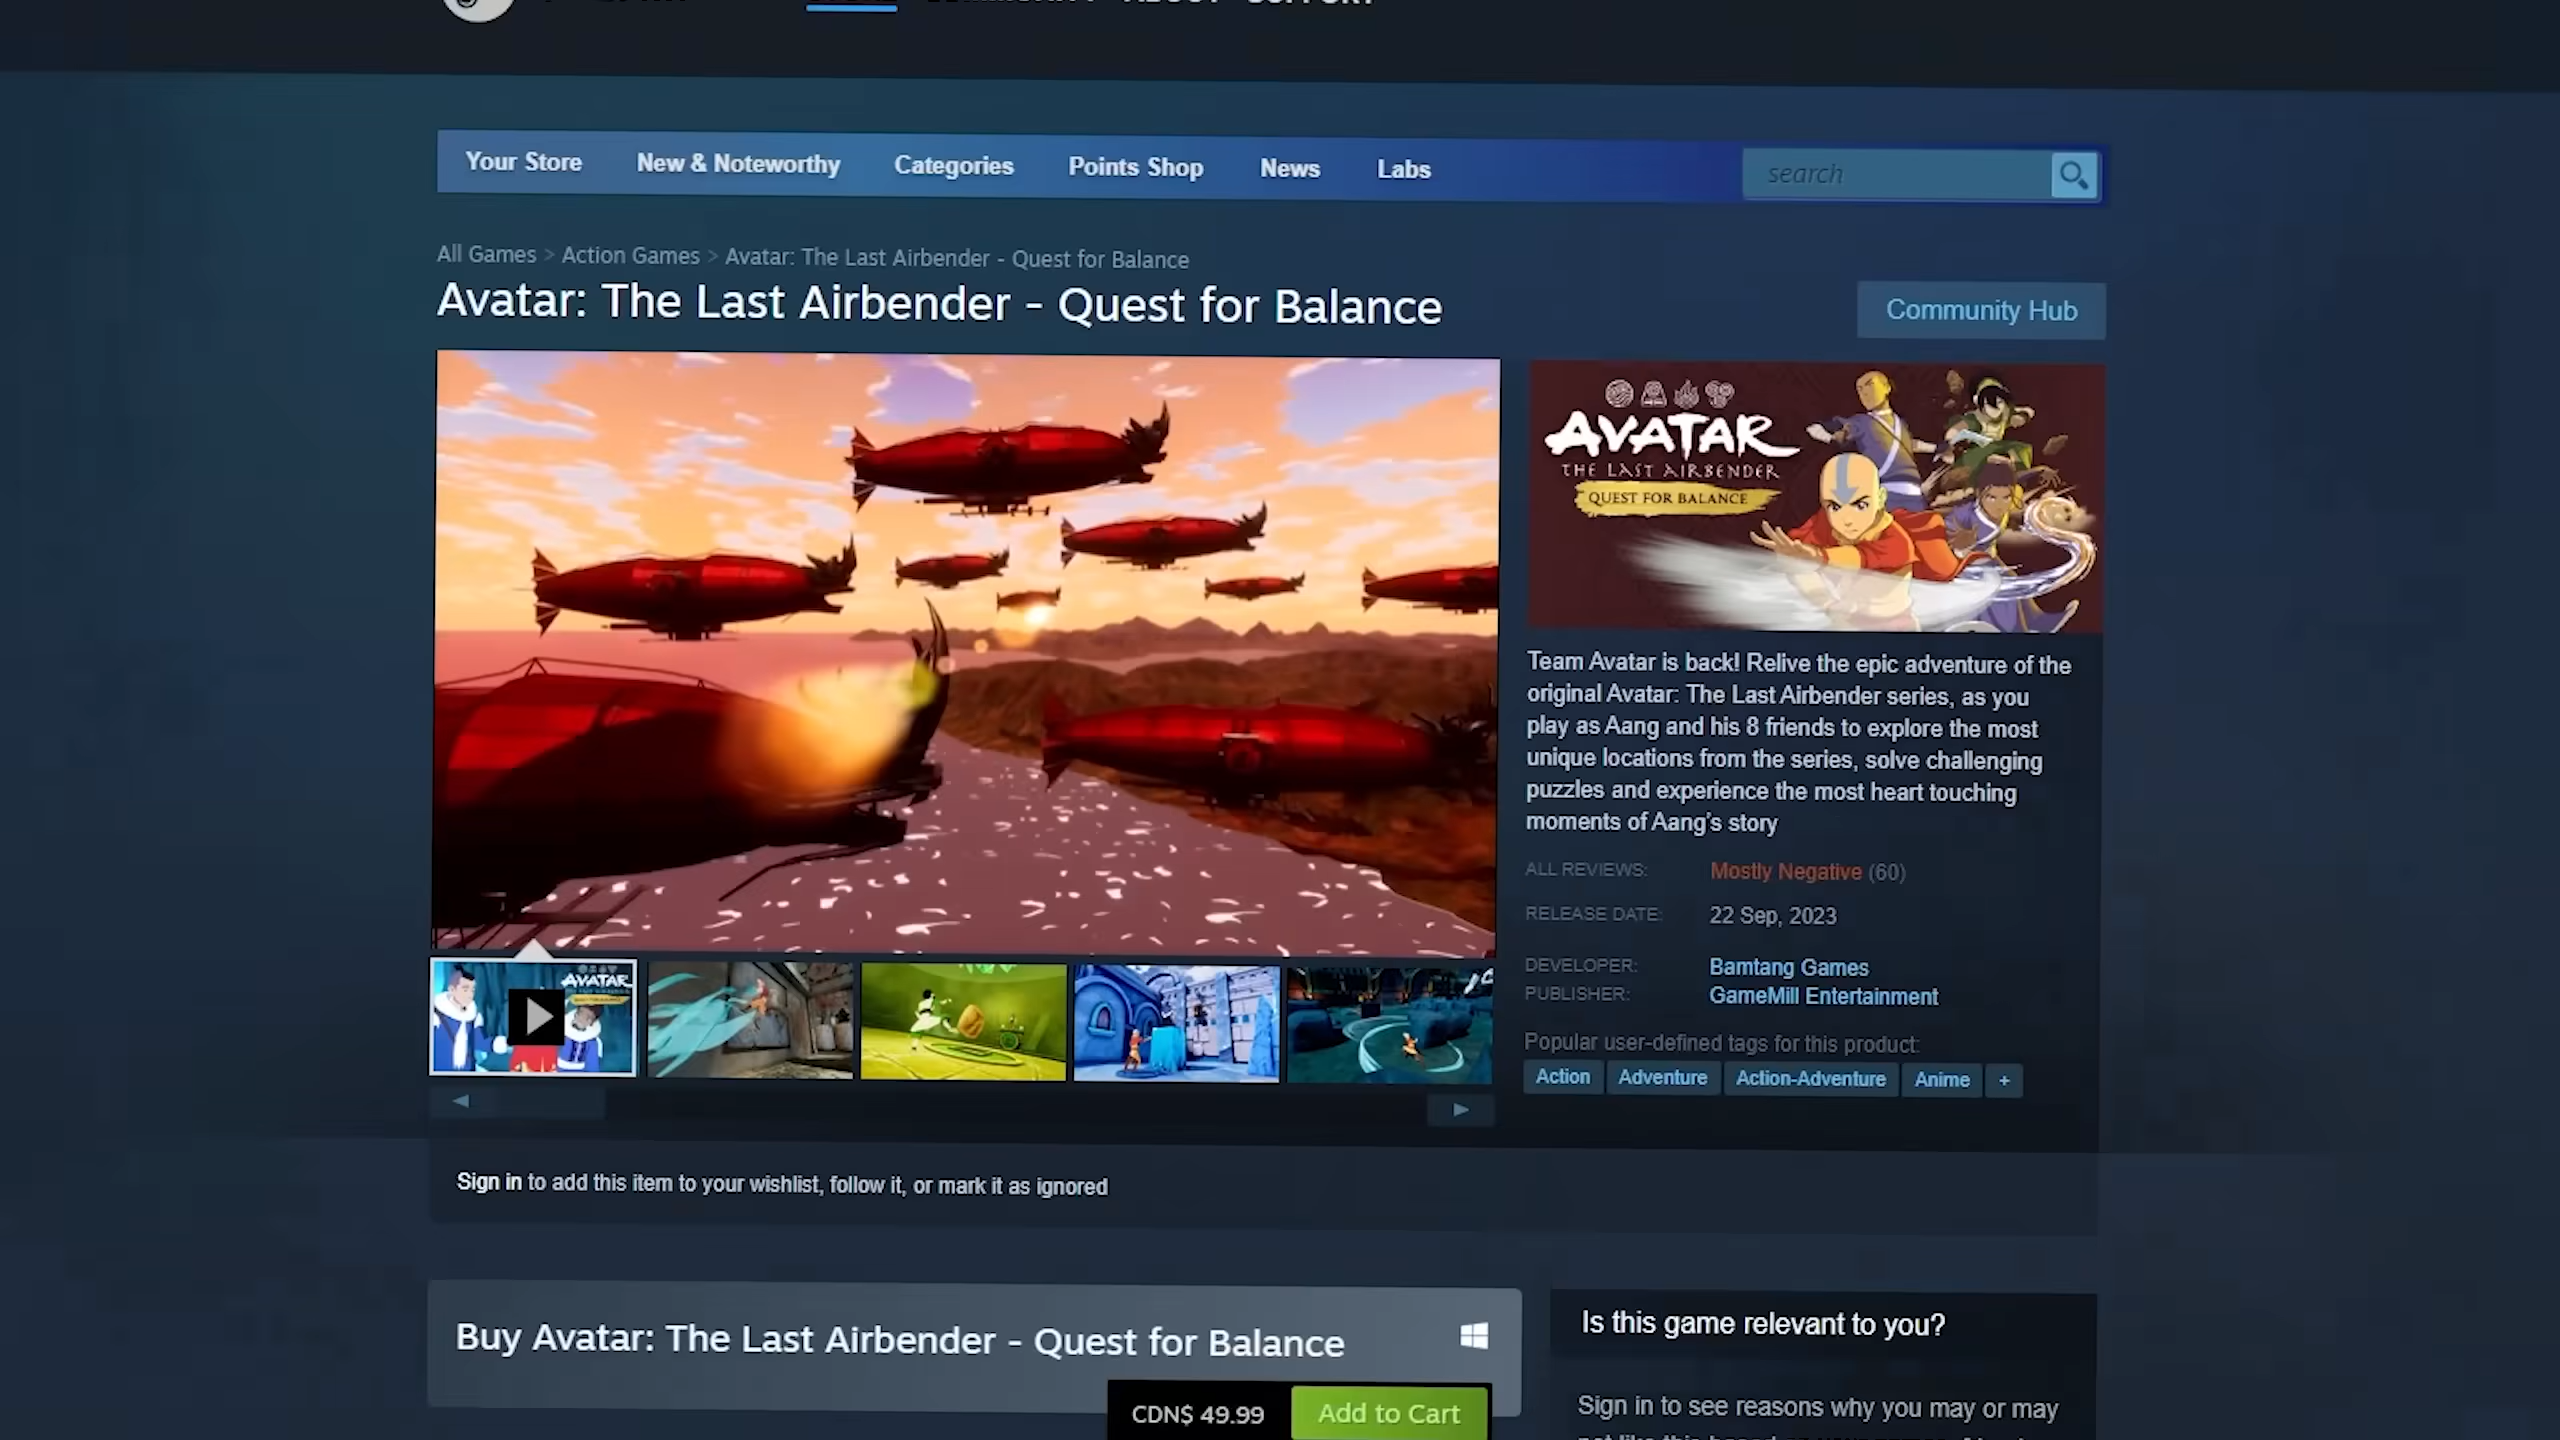 SUPPORT
Your Store New & Noteworthy Categories Points Shop News Labs search
All Games > Action Games > Avatar: The Last Airbender - Quest for Balance
Avatar: The Last Airbender - Quest for Balance
Community Hub
AVATAR
THE LAST AIRBENDER
QUEST FOR BALANCE
Team Avatar is back! Relive the epic adventure of the
original Avatar: The Last Airbender series, as you
play as Aang and his 8 friends to explore the most
unique locations from the series, solve challenging
puzzles and experience the most heart touching
moments of Aang's story
ALL REVIEWS: Mostly Negative (60)
RELEASE DATE: 22 Sep, 2023
DEVELOPER: Bamtang Games
PUBLISHER: GameMill Entertainment
Popular user-defined tags for this product:
Action Adventure Action-Adventure Anime +
AVATAR
Sign in to add this item to your wishlist, follow it, or mark it as ignored
Buy Avatar: The Last Airbender - Quest for Balance
CDN$ 49.99 Add to Cart
Is this game relevant to you?
Sign in to see reasons why you may or may